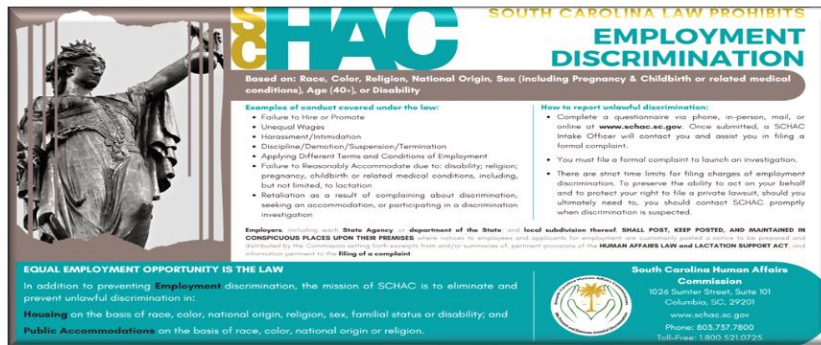 SC HAC
SOUTH CAROLINA LAW PROHIBITS
EMPLOYMENT
DISCRIMINATION
Based on: Race, Color, Religion, National Origin, Sex (including Pregnancy & Childbirth or related medical
conditions), Age (40+), or Disability
Examples of conduct covered under the law:
• Failure to Hire or Promote
• Unequal Wages
• Harassment/Intimidation
• Discipline/Demotion/Suspension/Termination
• Applying Different Terms and Conditions of Employment
• Failure to Reasonably Accommodate due to: disability; religion;
pregnancy, childbirth or related medical conditions, including,
but not limited, to lactation
• Retaliation as a result of complaining about discrimination,
seeking an accommodation, or participating in a discrimination
investigation
How to report unlawful discrimination:
• Complete a questionnaire via phone, in-person, mail, or
online at www.schac.sc.gov. Once submitted, a SCHAC
Intake Officer will contact you and assist you in filing a
formal complaint.
• You must file a formal complaint to launch an investigation.
• There are strict time limits for filing charges of employment
discrimination. To preserve the ability to act on your behalf
and to protect your right to file a private lawsuit, should you
ultimately need to, you should contact SCHAC promptly
when discrimination is suspected.
Employers, including each State Agency, or department of the State, and local subdivision thereof, SHALL POST, KEEP POSTED, AND MAINTAINED IN
CONSPICUOUS PLACES UPON THEIR PREMISES where notices to employees and applicants for employment are customarily posted a notice to be prepared and
distributed by the Commission setting forth excerpts from and/or summaries of, pertinent provisions of the HUMAN AFFAIRS LAW and LACTATION SUPPORT ACT, and
information pertinent to the filing of a complaint
EQUAL EMPLOYMENT OPPORTUNITY IS THE LAW
In addition to preventing Employment discrimination, the mission of SCHAC is to eliminate and
prevent unlawful discrimination in:
Housing on the basis of race, color, national origin, religion, sex, familial status or disability; and
Public Accommodations on the basis of race, color, national origin or religion.
South Carolina Human Affairs
Commission
1026 Sumter Street, Suite 101
Columbia, SC, 29201
www.schac.sc.gov
Phone: 803.737.7800
Toll-Free: 1.800.521.0725